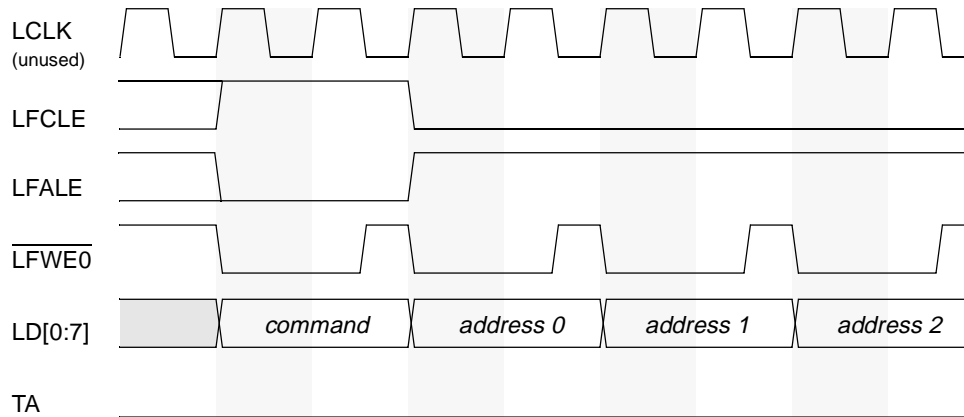 LCLK
(unused)
LFCLE
LFALE
LFWE0
LD[0:7] command address 0 address 1 address 2
TA